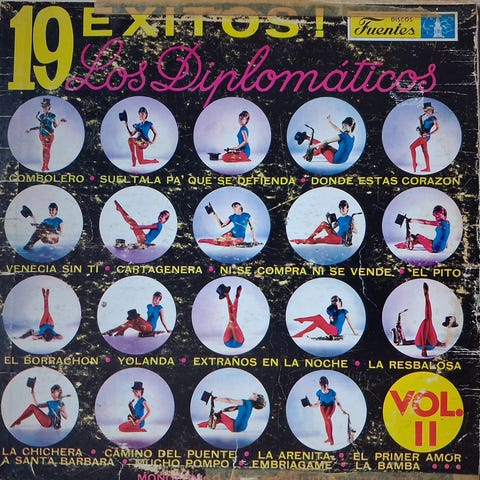 19 EXITOS!
DISCOS
Fuentes
Los Diplomáticos
COMBOLERO • SUELTALA PA' QUE SE DEFIENDA • DONDE ESTAS CORAZON
VENECIA SIN TI • CARTAGENERA • NI SE COMPRA NI SE VENDE • EL PITO
EL BORRACHON • YOLANDA • EXTRAÑOS EN LA NOCHE • LA RESBALOSA
VOL.
II
LA CHICHERA • CAMINO DEL PUENTE • LA ARENITA • EL PRIMER AMOR
A SANTA BARBARA • MUCHO POMPO • EMBRIAGAME • LA BAMBA • • •